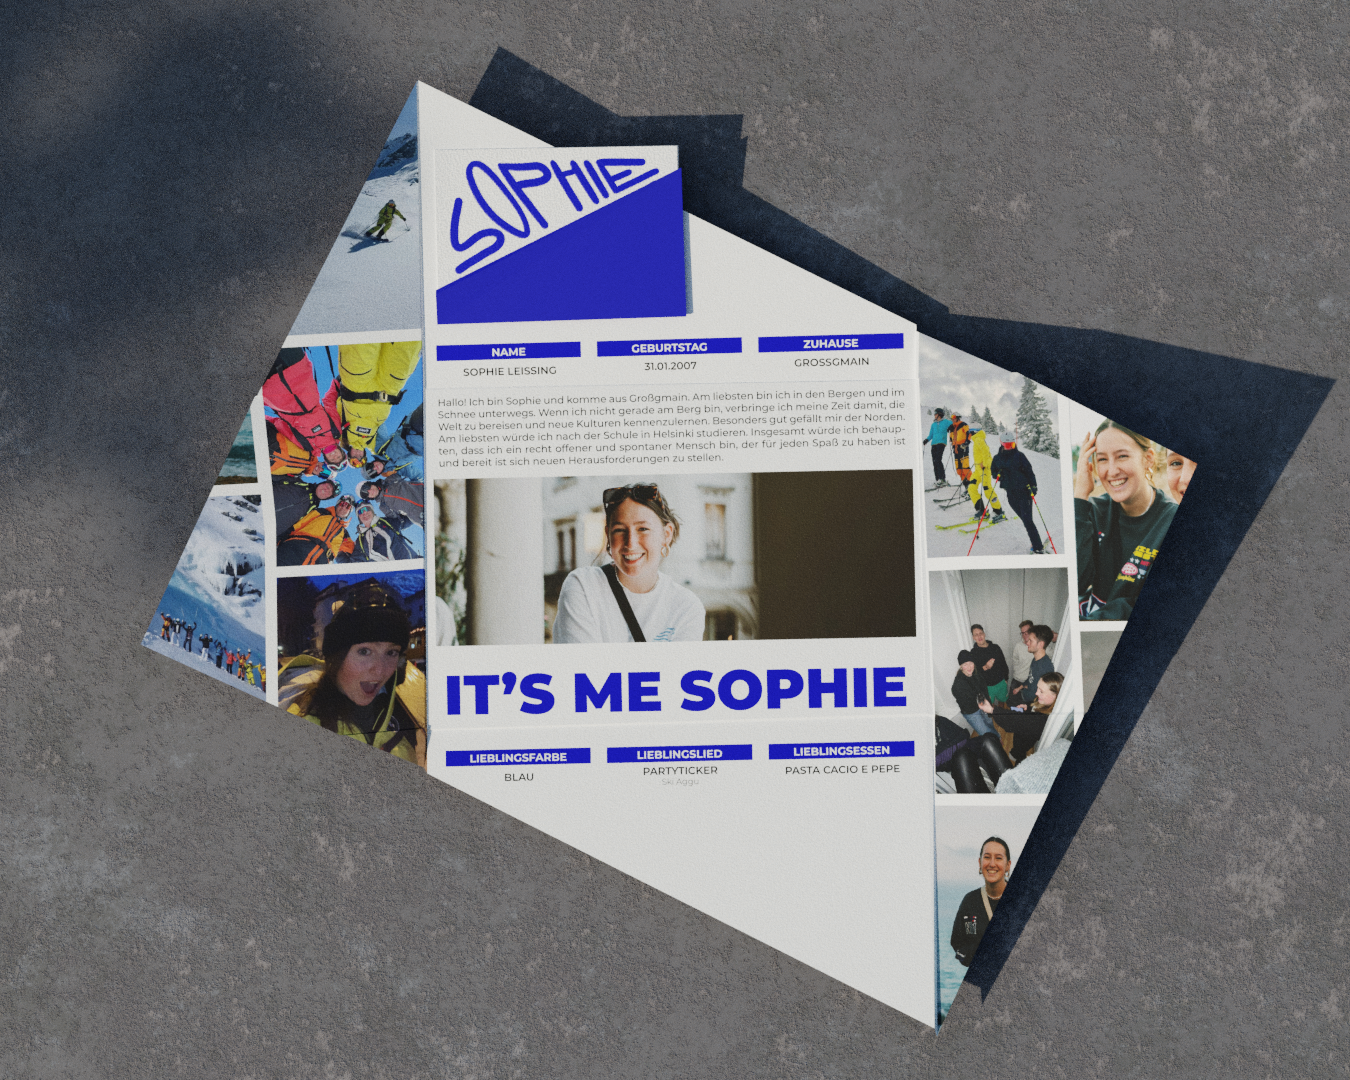 SOPHIE
NAME
SOPHIE LEISSING
GEBURTSTAG
31.01.2007
ZUHAUSE
GROSSGMAIN
Hallo! Ich bin Sophie und komme aus Großgmain. Am liebsten bin ich in den Bergen und im
Schnee unterwegs. Wenn ich nicht gerade am Berg bin, verbringe ich meine Zeit damit, die
Welt zu bereisen und neue Kulturen kennenzulernen. Besonders gut gefällt mir der Norden.
Am liebsten würde ich nach der Schule in Helsinki studieren. Insgesamt würde ich behaup-
ten, dass ich ein recht offener und spontaner Mensch bin, der für jeden Spaß zu haben ist
und bereit ist sich neuen Herausforderungen zu stellen.
IT’S ME SOPHIE
LIEBLINGSFARBE
BLAU
LIEBLINGSLIED
PARTYTICKER
Ski Aggu
LIEBLINGSESSEN
PASTA CACIO E PEPE